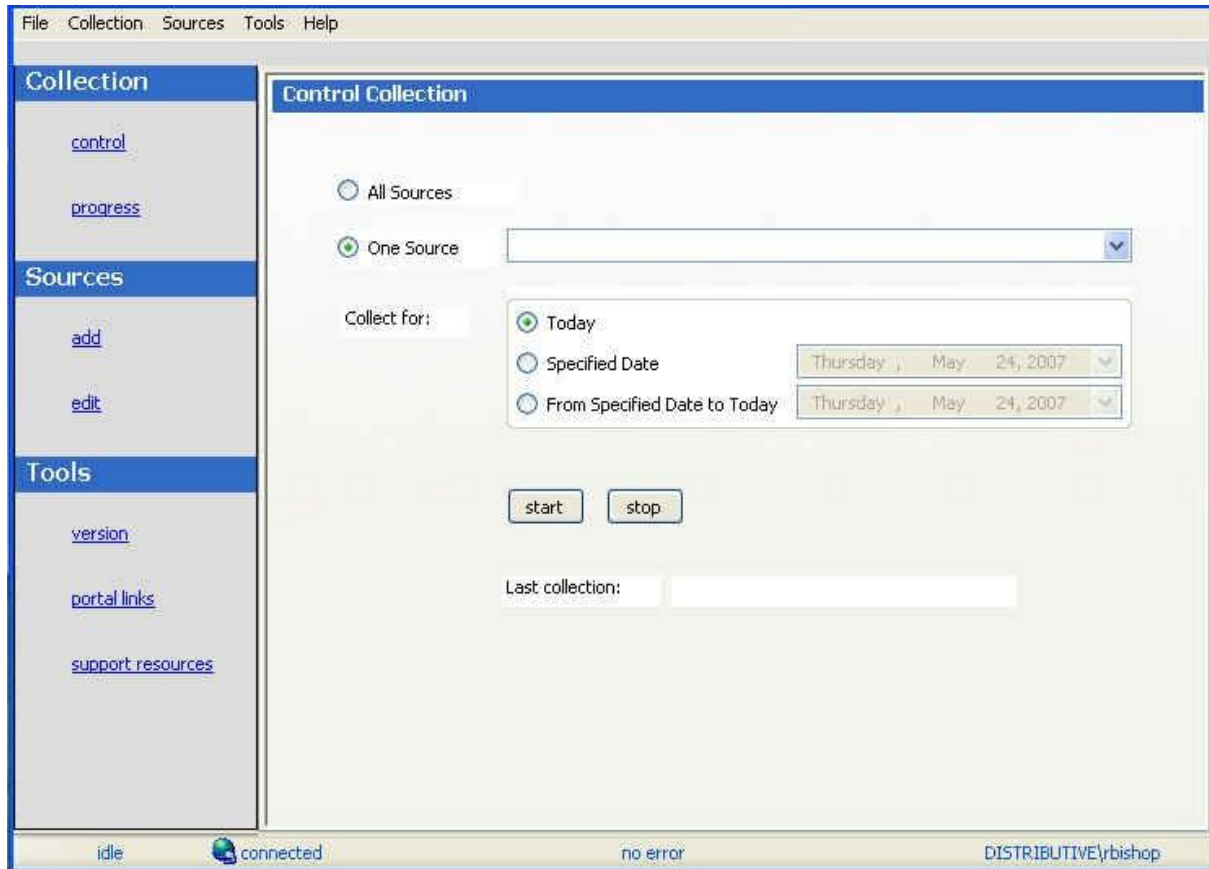 File Collection Sources Tools Help
Collection
control
progress
Sources
add
edit
Tools
version
portal links
support resources
Control Collection
All Sources
One Source
Collect for:
Today
Specified Date Thursday , May 24, 2007
From Specified Date to Today Thursday , May 24, 2007
start stop
Last collection:
idle connected no error DISTRIBUTIVE\rbishop